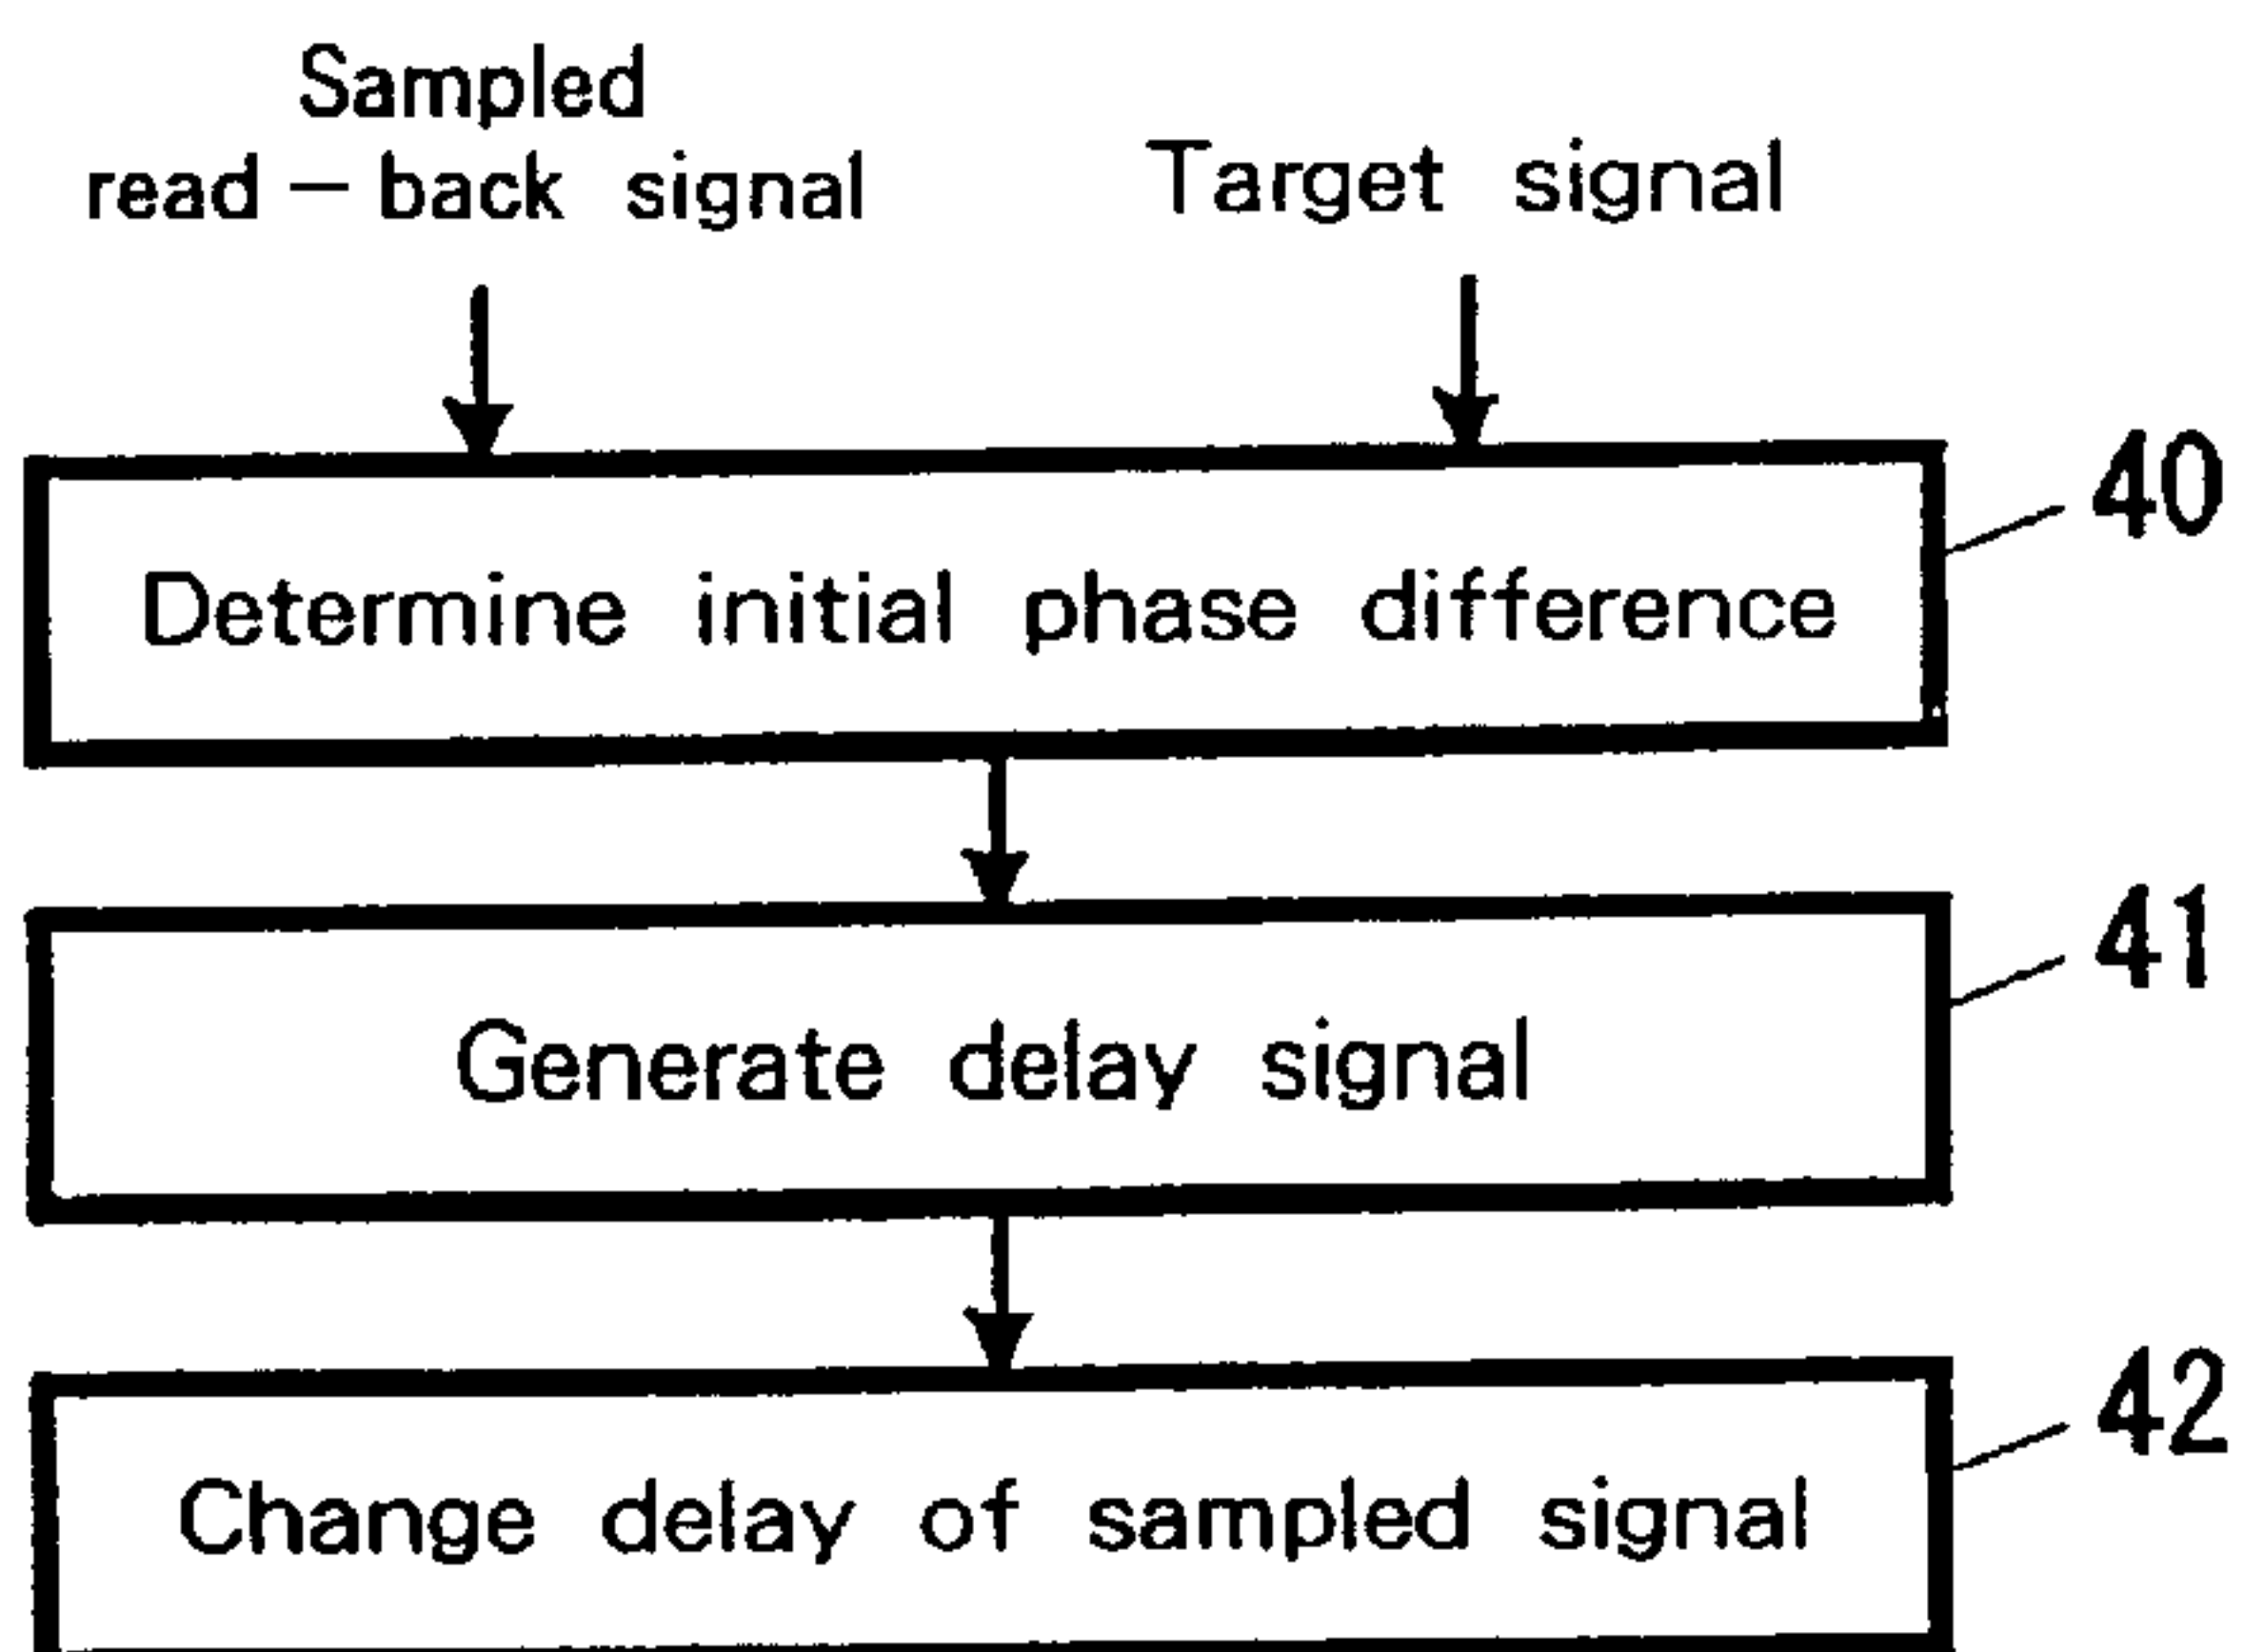 Sampled
read-back signal
Target signal
40
Determine initial phase difference
41
Generate delay signal
42
Change delay of sampled signal